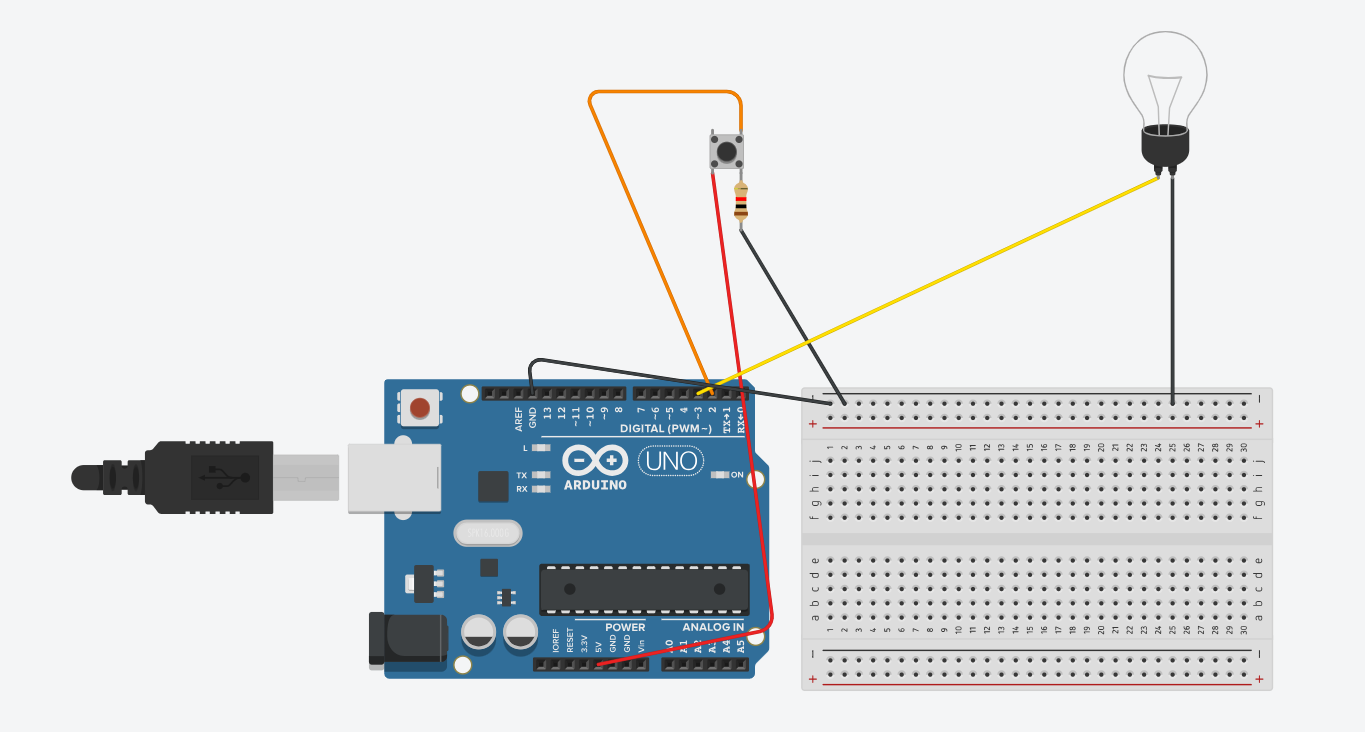 AREF
GND
13
12
~11
~10
~9
8
7
~6
~5
4
~3
2
TX→1
RX←0
DIGITAL (PWM ~)
L
TX
RX
ON
UNO
ARDUINO
POWER
ANALOG IN
IOREF
RESET
3.3V
5V
GND
GND
Vin
A0
A1
A2
A3
A4
A5
− −
+ +
1 2 3 4 5 6 7 8 9 10 11 12 13 14 15 16 17 18 19 20 21 22 23 24 25 26 27 28 29 30
j j
i i
h h
g g
f f
e e
d d
c c
b b
a a
1 2 3 4 5 6 7 8 9 10 11 12 13 14 15 16 17 18 19 20 21 22 23 24 25 26 27 28 29 30
− −
+ +